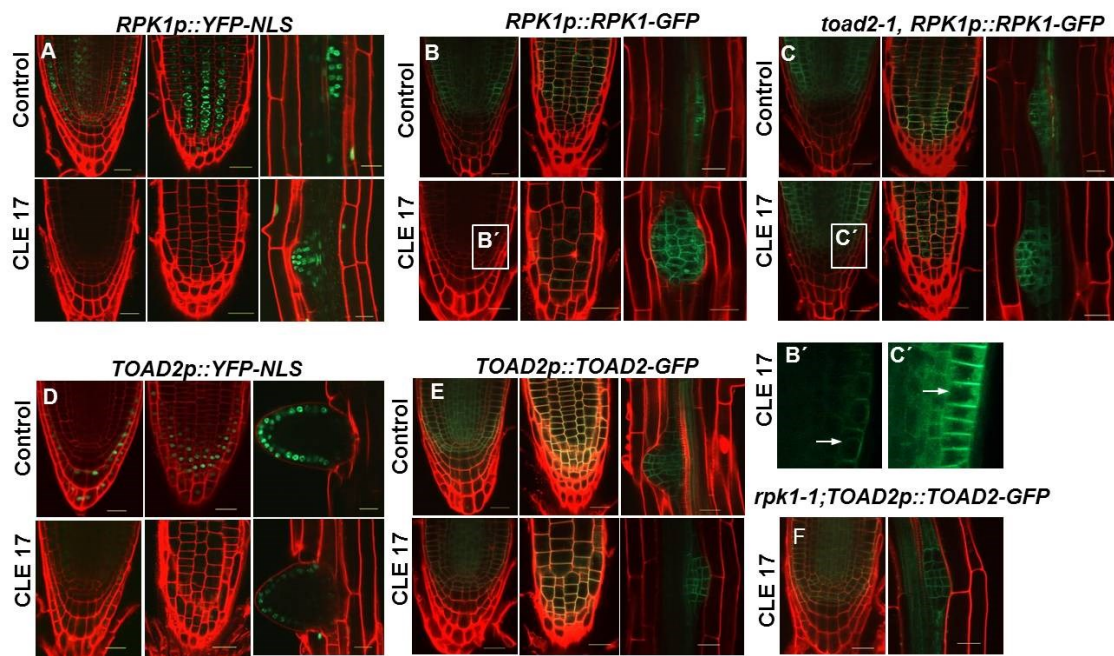 RPK1p::YFP-NLS
RPK1p::RPK1-GFP
toad2-1, RPK1p::RPK1-GFP
A
B
C
Control
Control
Control
CLE 17
CLE 17
CLE 17
B´
C´
TOAD2p::YFP-NLS
TOAD2p::TOAD2-GFP
D
E
B´
C´
Control
Control
CLE 17
rpk1-1;TOAD2p::TOAD2-GFP
CLE 17
CLE 17
CLE 17
F